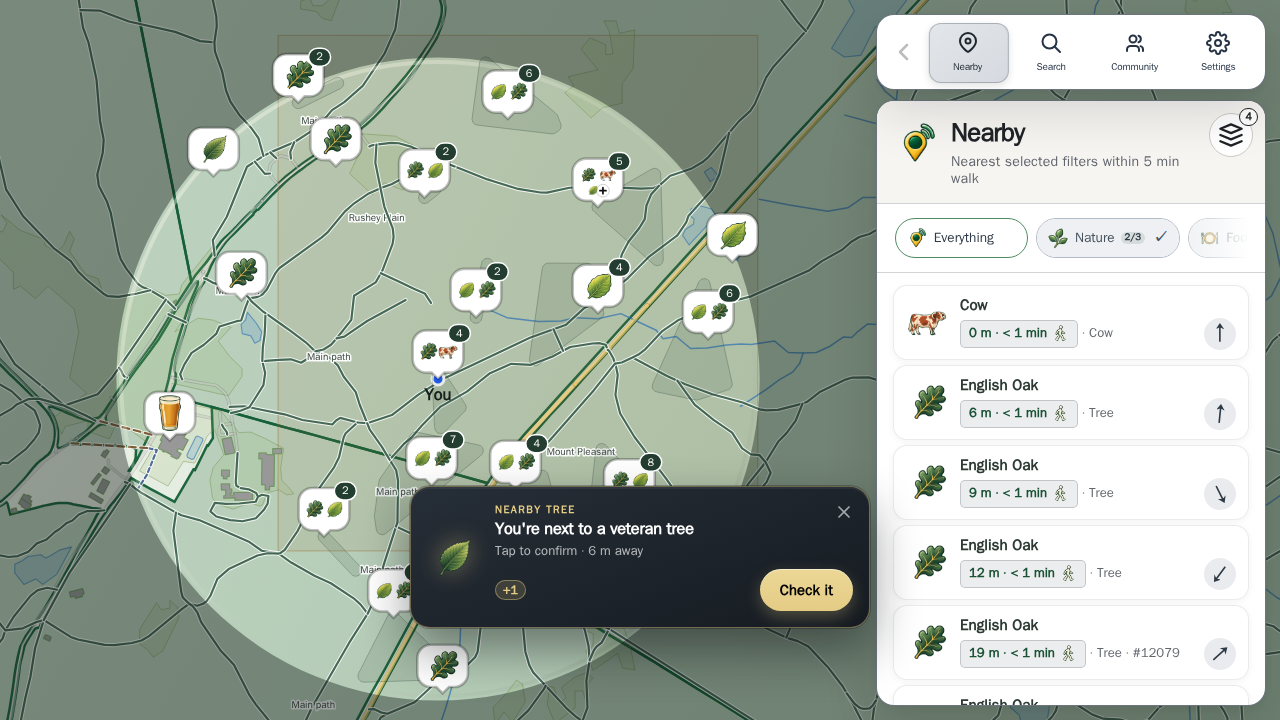 2
6
Main
2
5
Rushey Plain
2
4
6
4
Main path
You
7
4
Mount Pleasant
8
2
Main path
Main path
Main path
NEARBY TREE
You're next to a veteran tree
Tap to confirm · 6 m away
+1
Check it
Nearby
Search
Community
Settings
Nearby
4
Nearest selected filters within 5 min
walk
Everything
Nature 2/3 ✓
Foo
Cow
0 m · < 1 min · Cow
English Oak
6 m · < 1 min · Tree
English Oak
9 m · < 1 min · Tree
English Oak
12 m · < 1 min · Tree
English Oak
19 m · < 1 min · Tree · #12079
English Oak